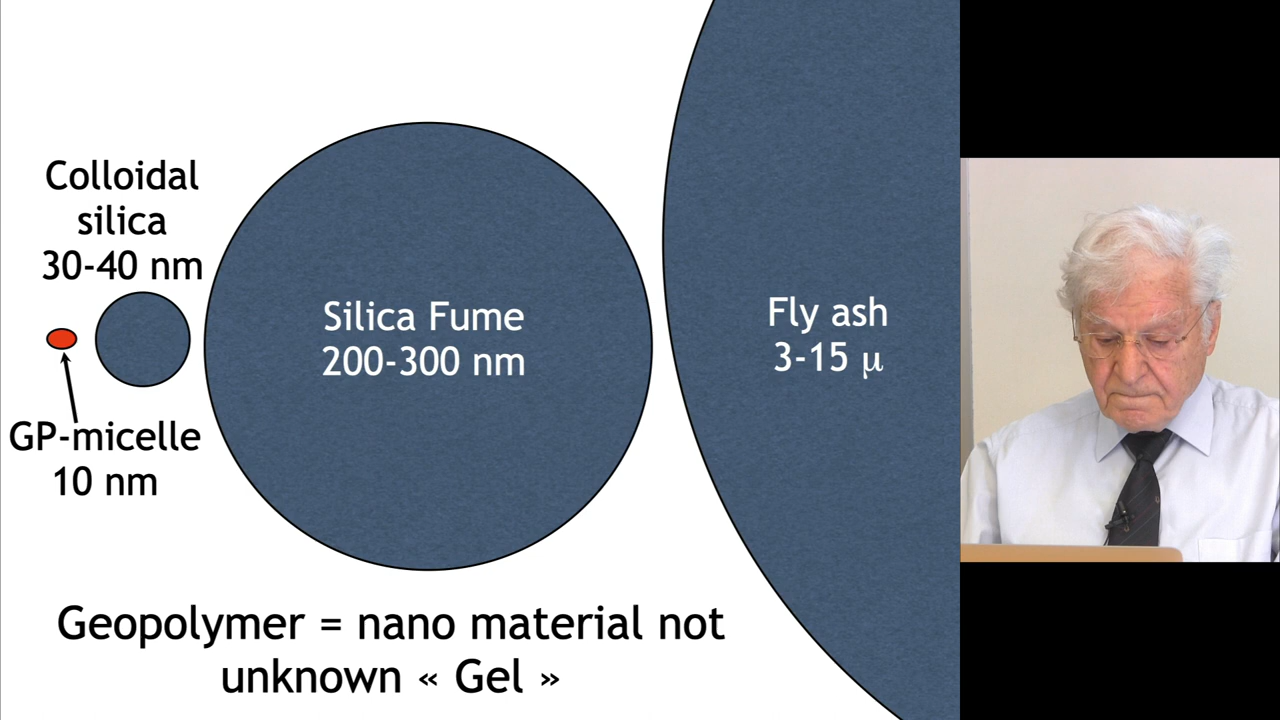 Colloidal
silica
30-40 nm
GP-micelle
10 nm
Silica Fume
200-300 nm
Fly ash
3-15 μ
Geopolymer = nano material not
unknown « Gel »